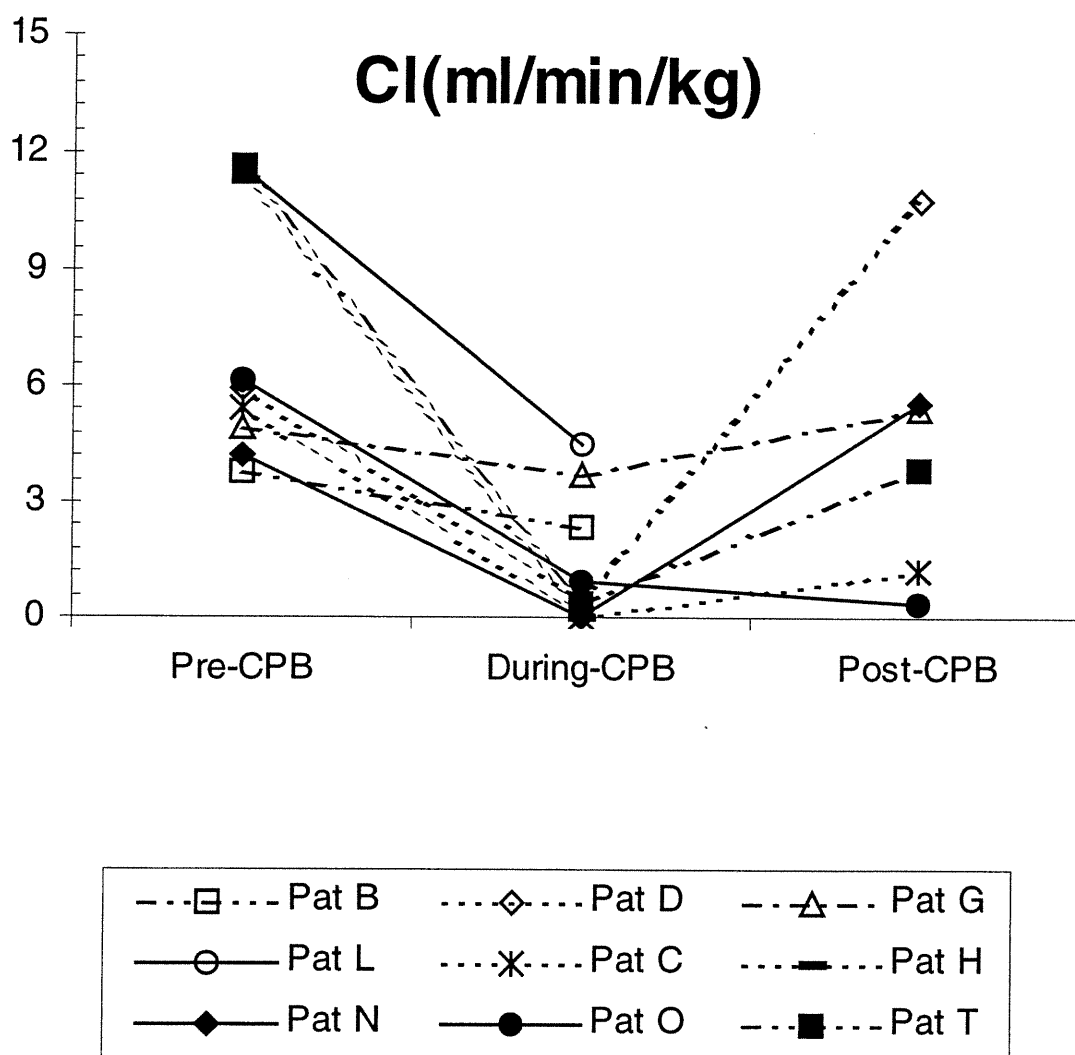 Cl(ml/min/kg)
15
12
9
6
3
0
Pre-CPB During-CPB Post-CPB
Pat B Pat D Pat G
Pat L Pat C Pat H
Pat N Pat O Pat T